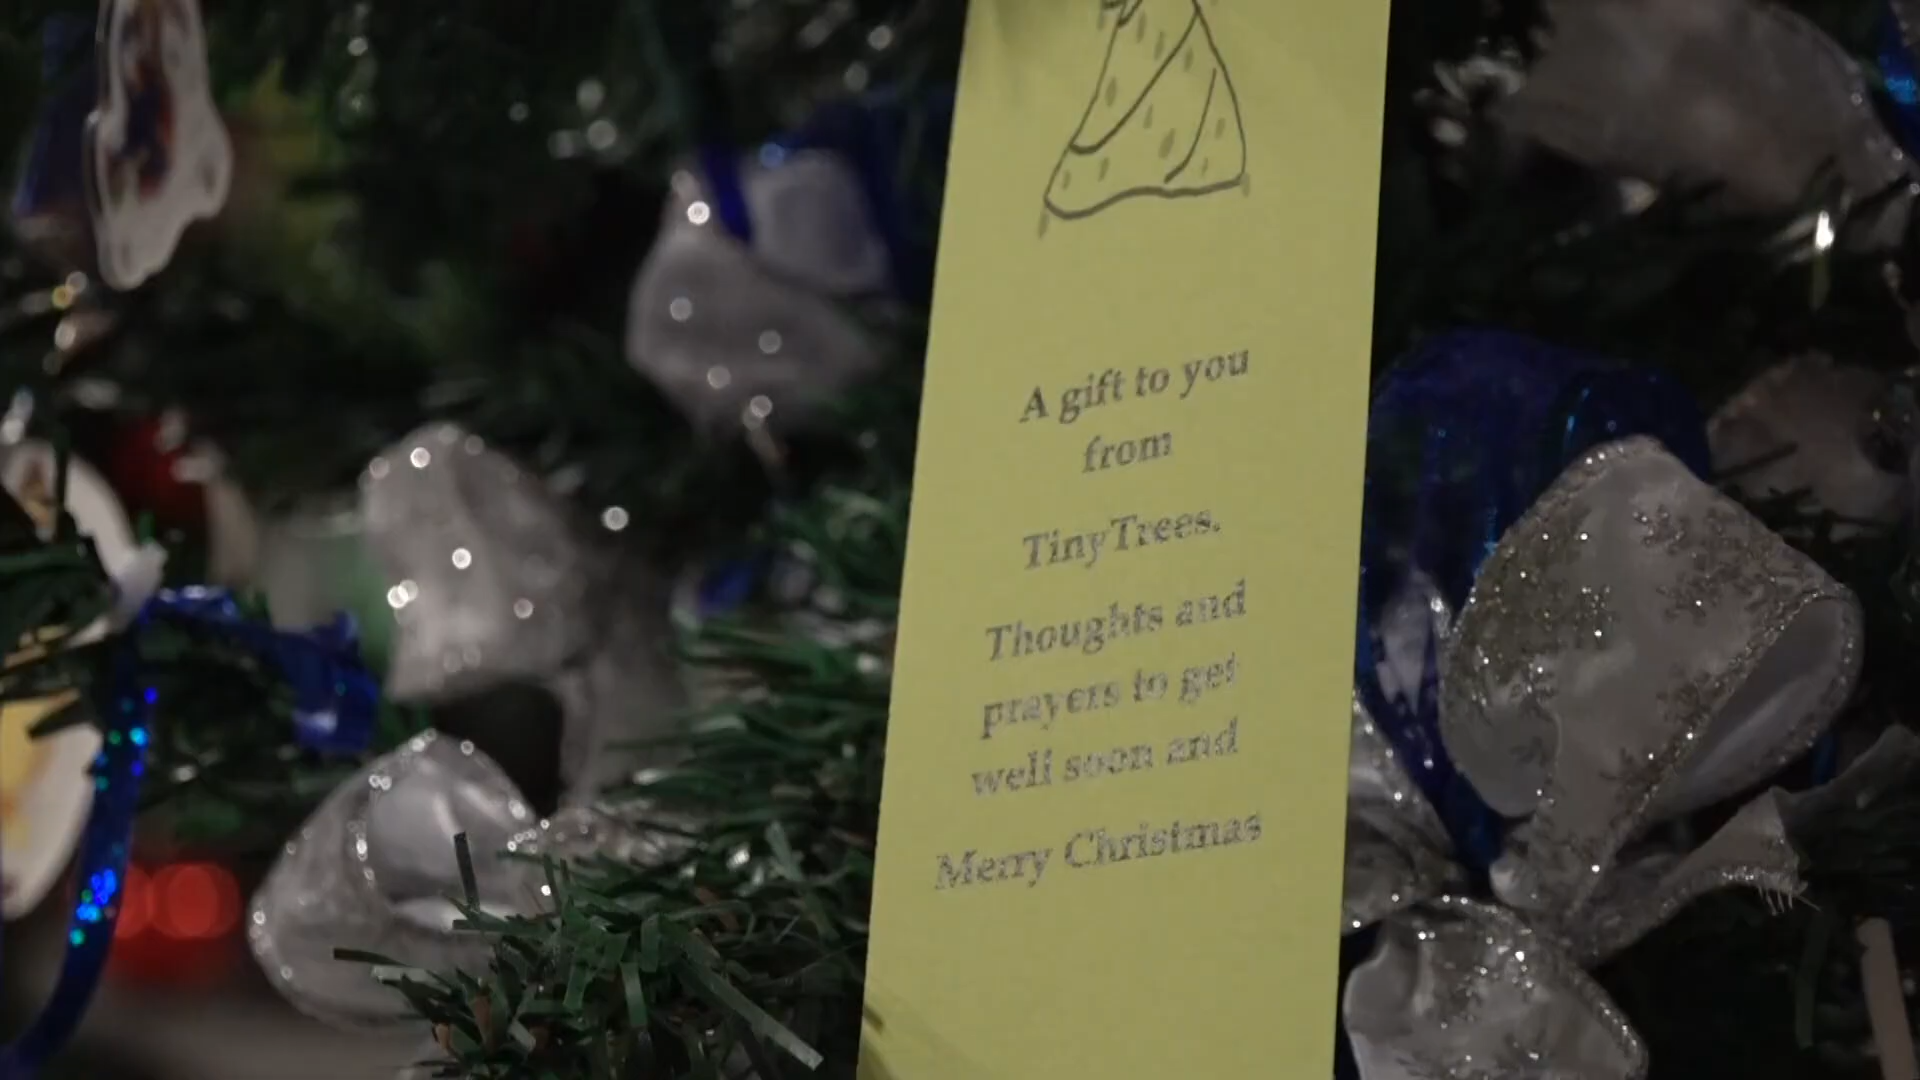 A gift to you
from
TinyTrees.
Thoughts and
prayers to get
well soon and
Merry Christmas